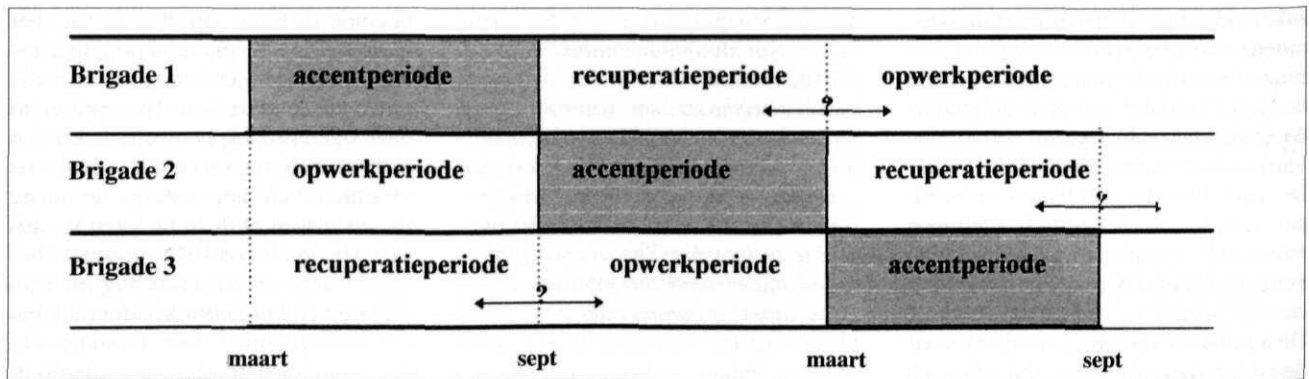 Brigade 1 accentperiode recuperatieperiode opwerkperiode
?
Brigade 2 opwerkperiode accentperiode recuperatieperiode
?
Brigade 3 recuperatieperiode opwerkperiode accentperiode
?
maart sept maart sept